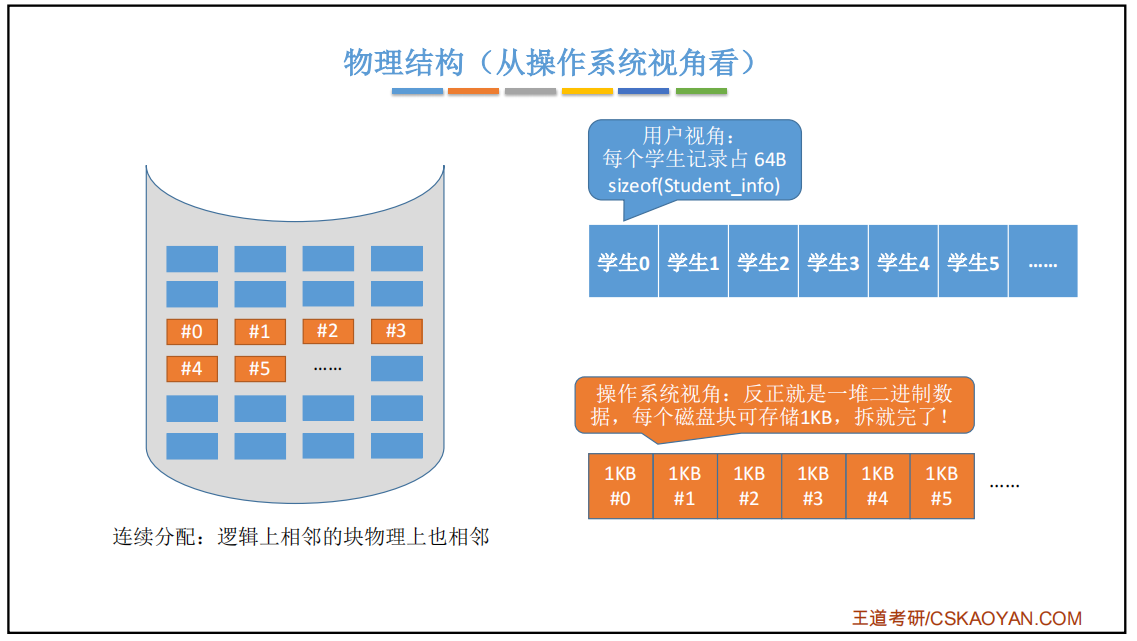 物理结构（从操作系统视角看）
用户视角：
每个学生记录占 64B
sizeof(Student_info)
学生0 学生1 学生2 学生3 学生4 学生5 ......
#0 #1 #2 #3
#4 #5 ......
操作系统视角：反正就是一堆二进制数
据，每个磁盘块可存储1KB，拆就完了！
1KB 1KB 1KB 1KB 1KB 1KB
#0 #1 #2 #3 #4 #5 ......
连续分配：逻辑上相邻的块物理上也相邻
王道考研/CSKAOYAN.COM